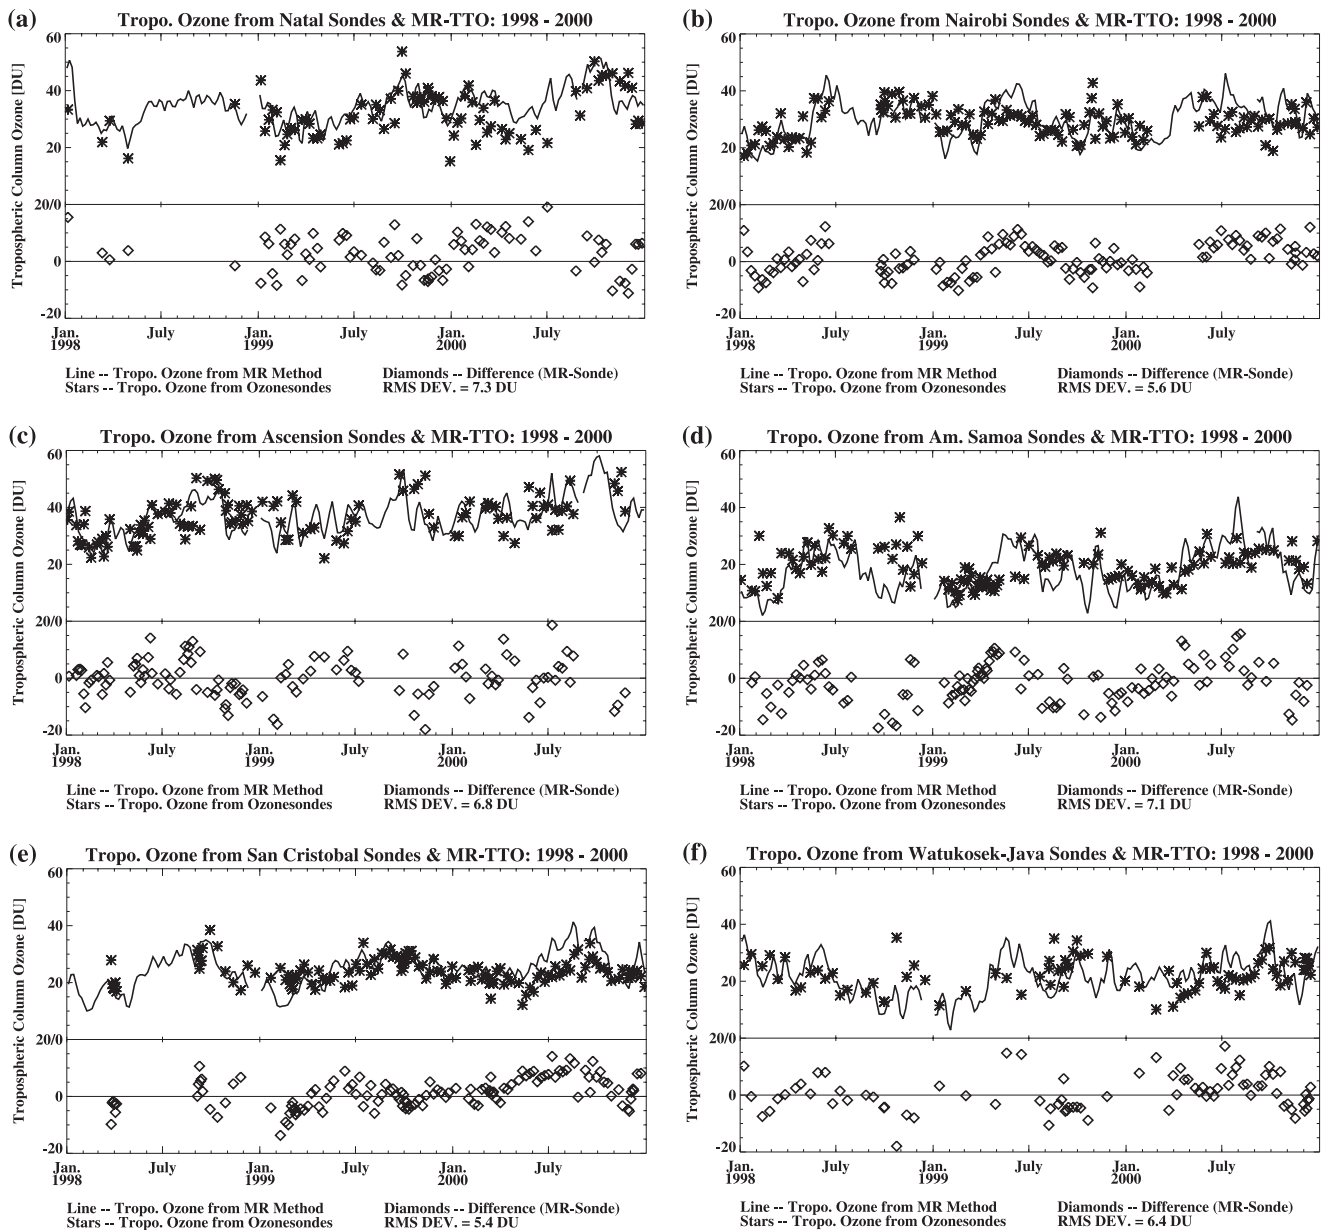 (a) Tropo. Ozone from Natal Sondes & MR-TTO: 1998 - 2000
Tropospheric Column Ozone [DU]
60
40
20
20/0
0
-20
Jan. July Jan. July Jan. July
1998 1999 2000
Line -- Tropo. Ozone from MR Method Diamonds -- Difference (MR-Sonde)
Stars -- Tropo. Ozone from Ozonesondes RMS DEV. = 7.3 DU
(b) Tropo. Ozone from Nairobi Sondes & MR-TTO: 1998 - 2000
Tropospheric Column Ozone [DU]
60
40
20
20/0
0
-20
Jan. July Jan. July Jan. July
1998 1999 2000
Line -- Tropo. Ozone from MR Method Diamonds -- Difference (MR-Sonde)
Stars -- Tropo. Ozone from Ozonesondes RMS DEV. = 5.6 DU
(c) Tropo. Ozone from Ascension Sondes & MR-TTO: 1998 - 2000
Tropospheric Column Ozone [DU]
60
40
20
20/0
0
-20
Jan. July Jan. July Jan. July
1998 1999 2000
Line -- Tropo. Ozone from MR Method Diamonds -- Difference (MR-Sonde)
Stars -- Tropo. Ozone from Ozonesondes RMS DEV. = 6.8 DU
(d) Tropo. Ozone from Am. Samoa Sondes & MR-TTO: 1998 - 2000
Tropospheric Column Ozone [DU]
60
40
20
20/0
0
-20
Jan. July Jan. July Jan. July
1998 1999 2000
Line -- Tropo. Ozone from MR Method Diamonds -- Difference (MR-Sonde)
Stars -- Tropo. Ozone from Ozonesondes RMS DEV. = 7.1 DU
(e) Tropo. Ozone from San Cristobal Sondes & MR-TTO: 1998 - 2000
Tropospheric Column Ozone [DU]
60
40
20
20/0
0
-20
Jan. July Jan. July Jan. July
1998 1999 2000
Line -- Tropo. Ozone from MR Method Diamonds -- Difference (MR-Sonde)
Stars -- Tropo. Ozone from Ozonesondes RMS DEV. = 5.4 DU
(f) Tropo. Ozone from Watukosek-Java Sondes & MR-TTO: 1998 - 2000
Tropospheric Column Ozone [DU]
60
40
20
20/0
0
-20
Jan. July Jan. July Jan. July
1998 1999 2000
Line -- Tropo. Ozone from MR Method Diamonds -- Difference (MR-Sonde)
Stars -- Tropo. Ozone from Ozonesondes RMS DEV. = 6.4 DU